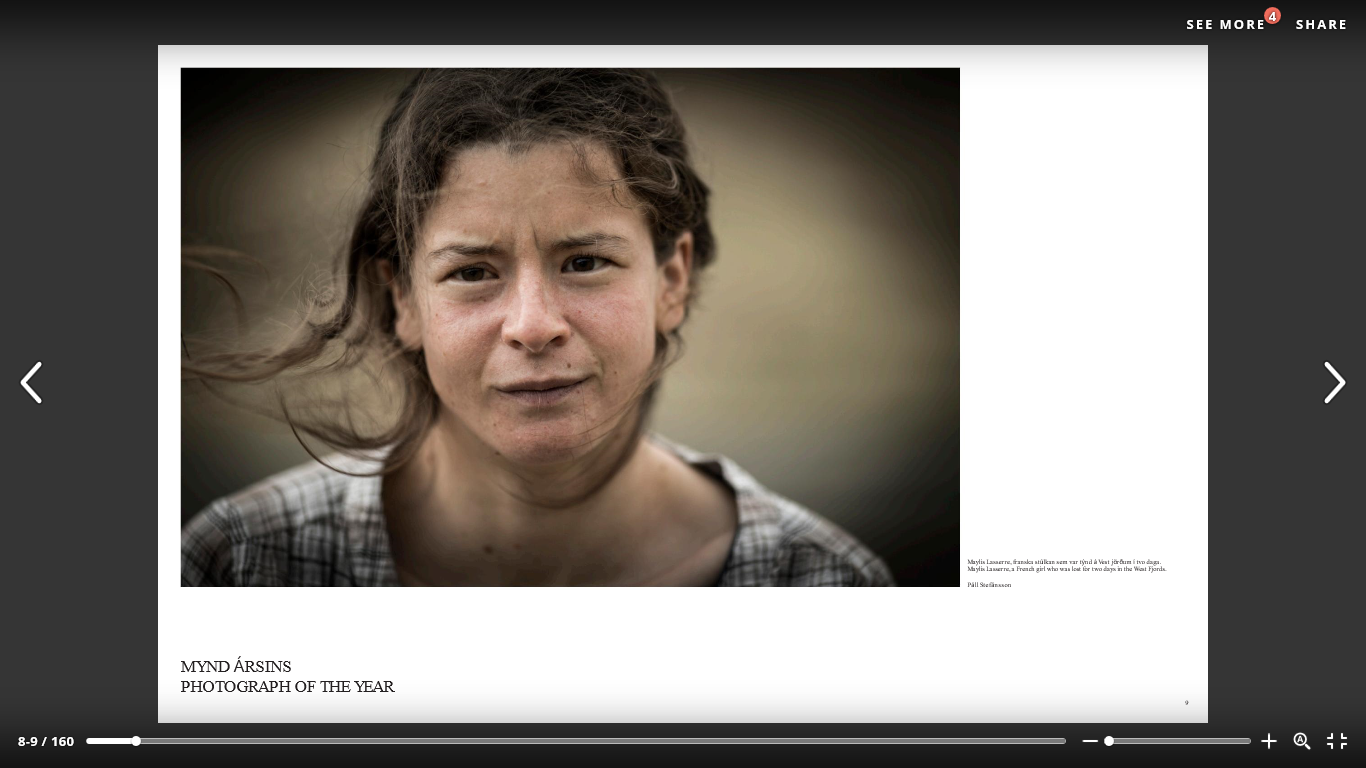 SEE MORE 4 SHARE
Maylis Lasserre, franska stúlkan sem var týnd á Vest fjörðum í tvo daga.
Maylis Lasserre, a French girl who was lost for two days in the West Fjords.
Páll Stefánsson
MYND ÁRSINS
PHOTOGRAPH OF THE YEAR
9
8-9 / 160